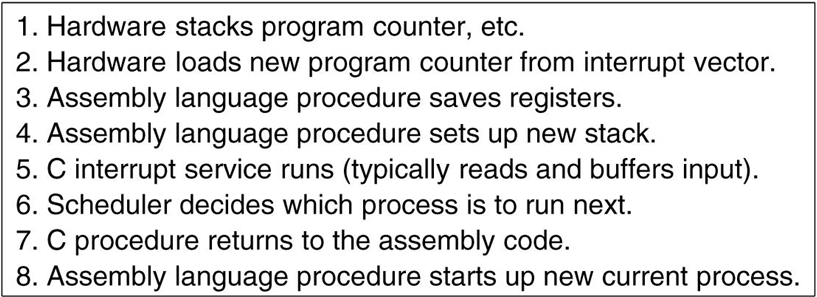 1. Hardware stacks program counter, etc.
2. Hardware loads new program counter from interrupt vector.
3. Assembly language procedure saves registers.
4. Assembly language procedure sets up new stack.
5. C interrupt service runs (typically reads and buffers input).
6. Scheduler decides which process is to run next.
7. C procedure returns to the assembly code.
8. Assembly language procedure starts up new current process.